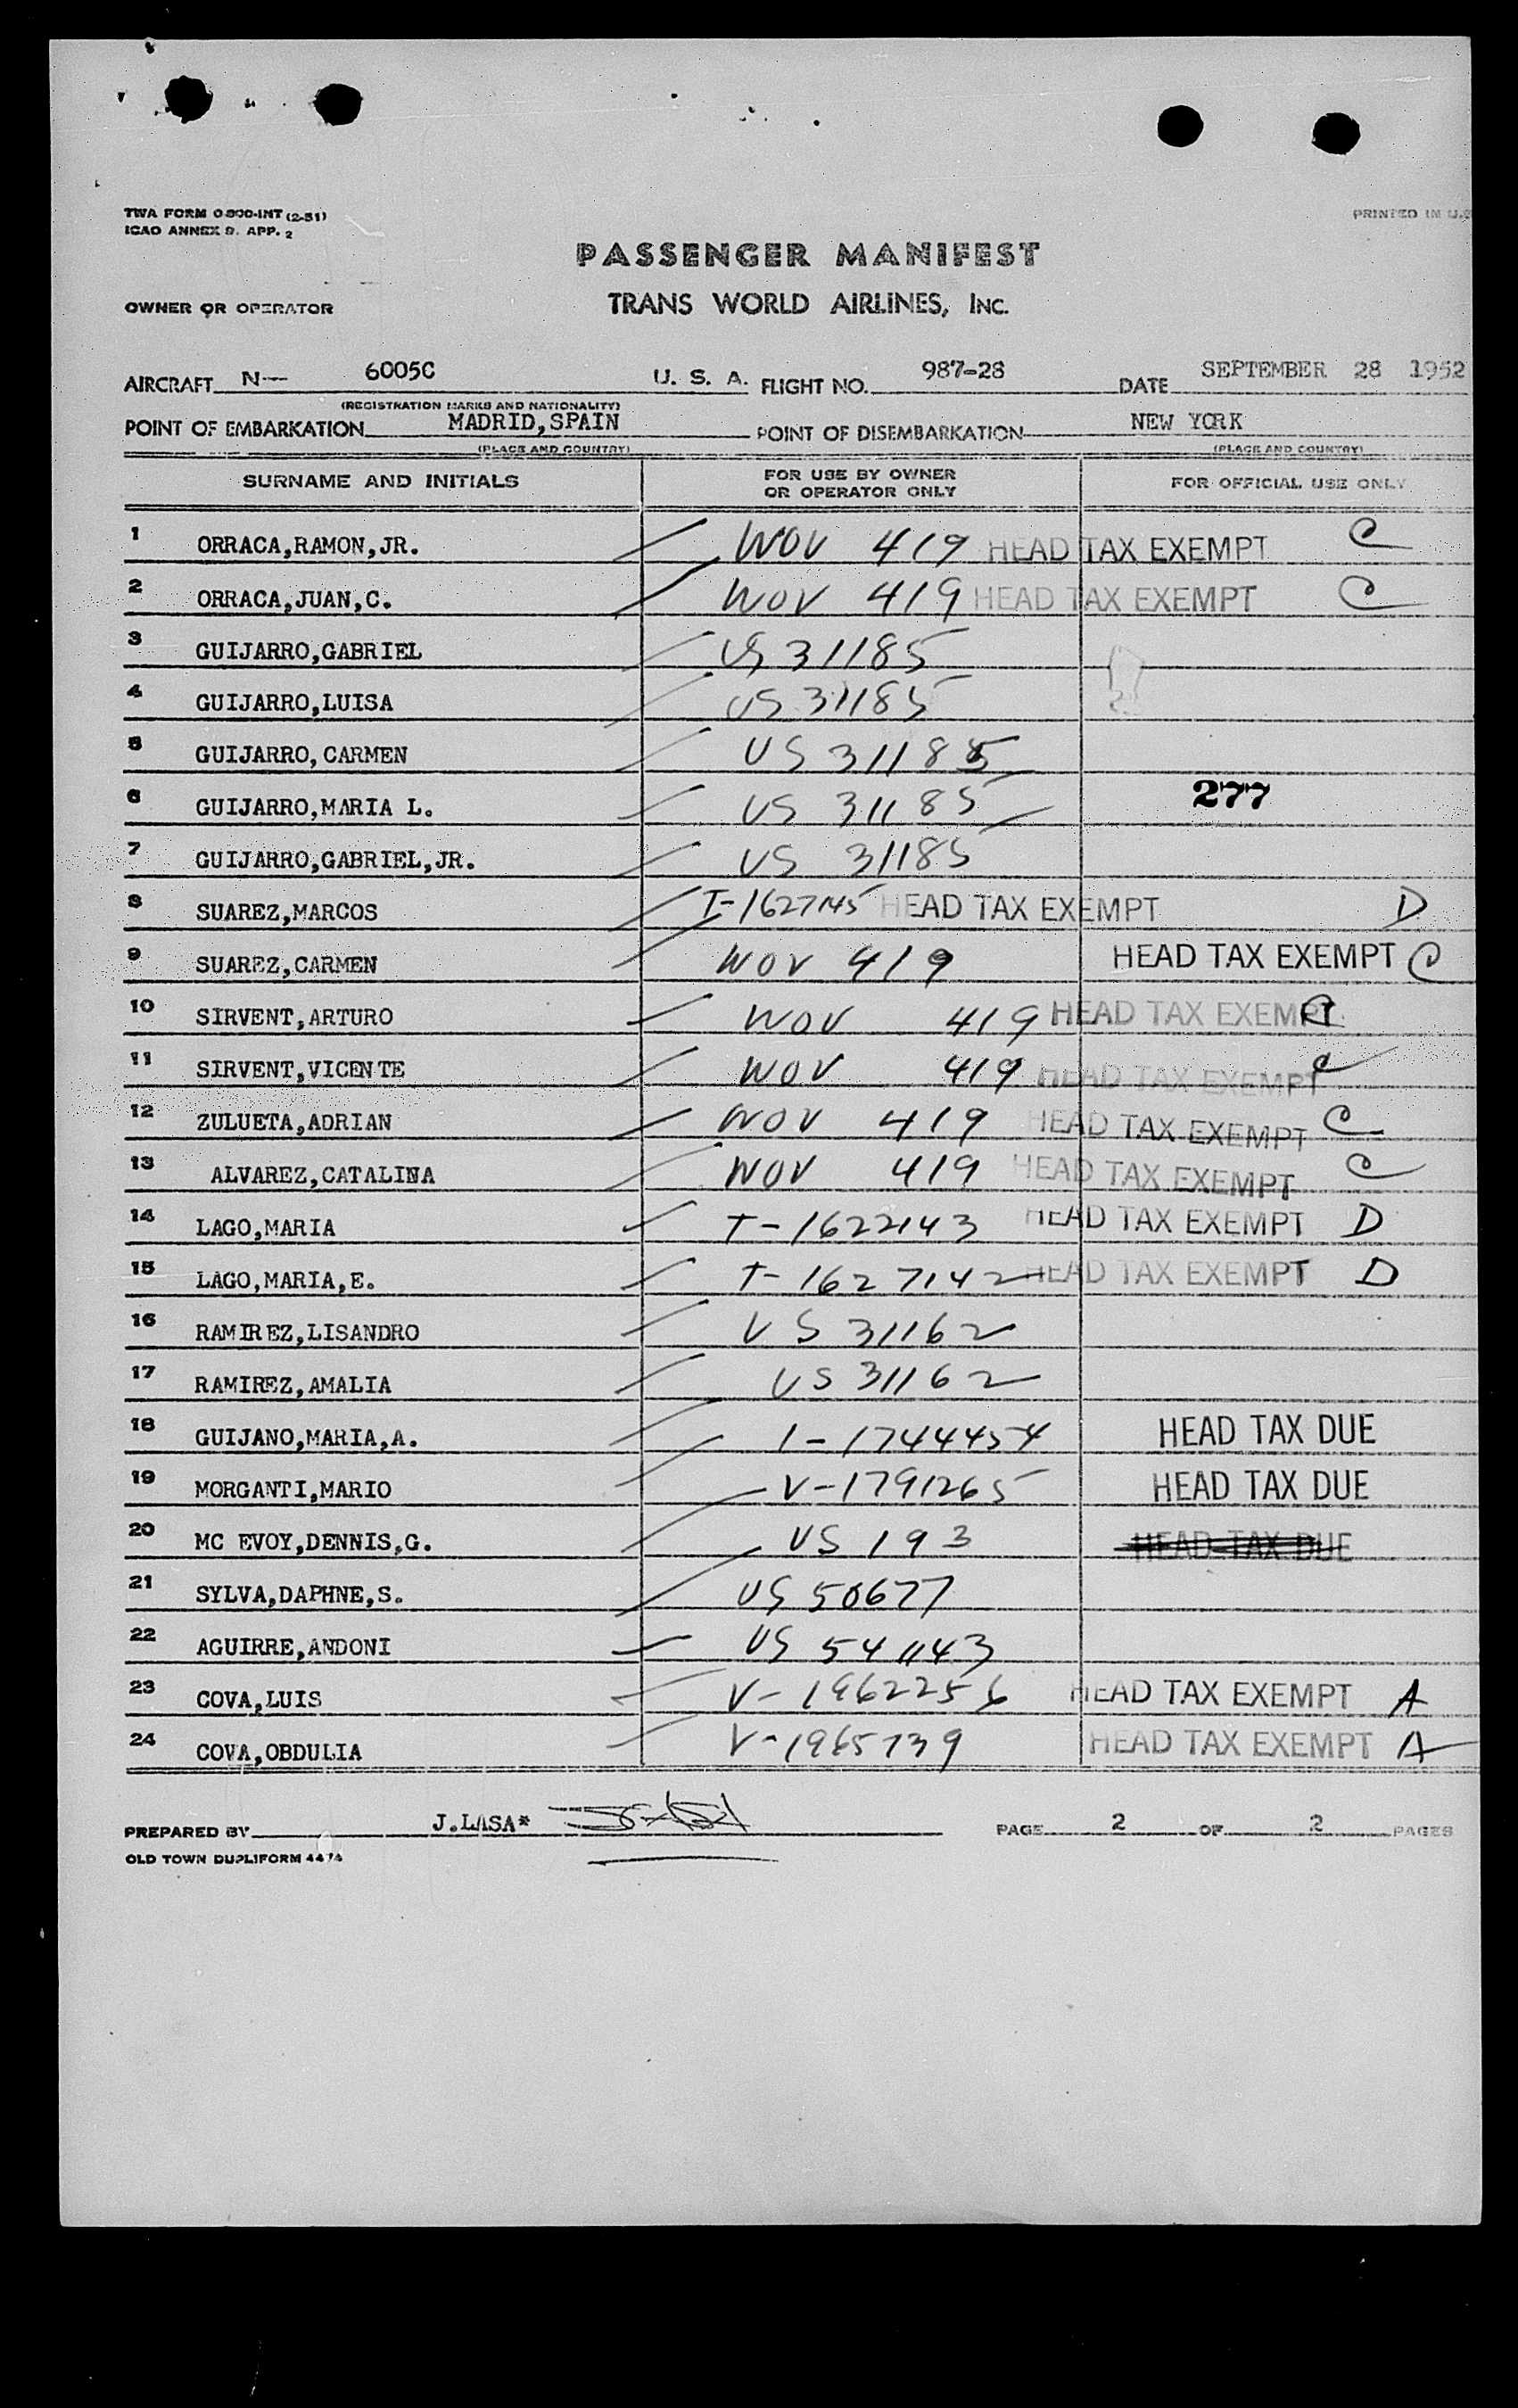 TWA FORM O-800-INT (2-51)
ICAO ANNEX 9. APP. 2
PRINTED IN U.S
PASSENGER MANIFEST
OWNER OR OPERATOR TRANS WORLD AIRLINES, INC.
AIRCRAFT N- 6005C U. S. A. FLIGHT NO. 987-28 DATE SEPTEMBER 28 1952
(REGISTRATION MARKS AND NATIONALITY)
POINT OF EMBARKATION MADRID,SPAIN POINT OF DISEMBARKATION NEW YORK
(PLACE AND COUNTRY) (PLACE AND COUNTRY)
SURNAME AND INITIALS FOR USE BY OWNER OR OPERATOR ONLY FOR OFFICIAL USE ONLY
1 ORRACA,RAMON,JR. WOV 419 HEAD TAX EXEMPT C
2 ORRACA,JUAN,C. WOV 419 HEAD TAX EXEMPT C
3 GUIJARRO,GABRIEL US 31185
4 GUIJARRO,LUISA US 31185
5 GUIJARRO,CARMEN US 31185
6 GUIJARRO,MARIA L. US 31185 277
7 GUIJARRO,GABRIEL,JR. US 31185
8 SUAREZ,MARCOS T-1627145 HEAD TAX EXEMPT D
9 SUAREZ,CARMEN WOV 419 HEAD TAX EXEMPT C
10 SIRVENT,ARTURO WOV 419 HEAD TAX EXEMPT C
11 SIRVENT,VICENTE WOV 419 HEAD TAX EXEMPT C
12 ZULUETA,ADRIAN WOV 419 HEAD TAX EXEMPT C
13 ALVAREZ,CATALINA WOV 419 HEAD TAX EXEMPT C
14 LAGO,MARIA T-1622143 HEAD TAX EXEMPT D
15 LAGO,MARIA,E. T-1627142 HEAD TAX EXEMPT D
16 RAMIREZ,LISANDRO US 31162
17 RAMIREZ,AMALIA US 31162
18 GUIJANO,MARIA,A. I-1744454 HEAD TAX DUE
19 MORGANTI,MARIO V-1791265 HEAD TAX DUE
20 MC EVOY,DENNIS,G. US 193 HEAD TAX DUE
21 SYLVA,DAPHNE,S. US 50677
22 AGUIRRE,ANDONI US 541143
23 COVA,LUIS V-1962256 HEAD TAX EXEMPT A
24 COVA,OBDULIA V-1965739 HEAD TAX EXEMPT A
PREPARED BY J.LASA* PAGE 2 OF 2 PAGES
OLD TOWN DUPLIFORM 4474